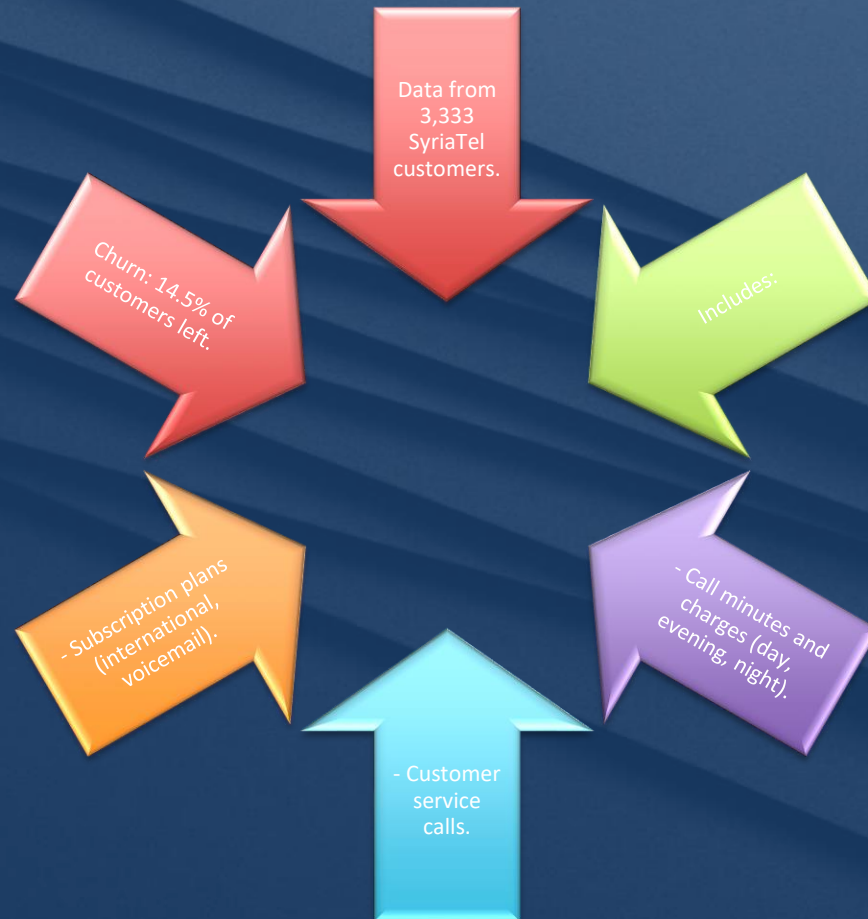 Data from
3,333
SyriaTel
customers.
Includes:
- Call minutes and
charges (day,
evening, night).
- Customer
service
calls.
- Subscription plans
(international,
voicemail).
Churn: 14.5% of
customers left.